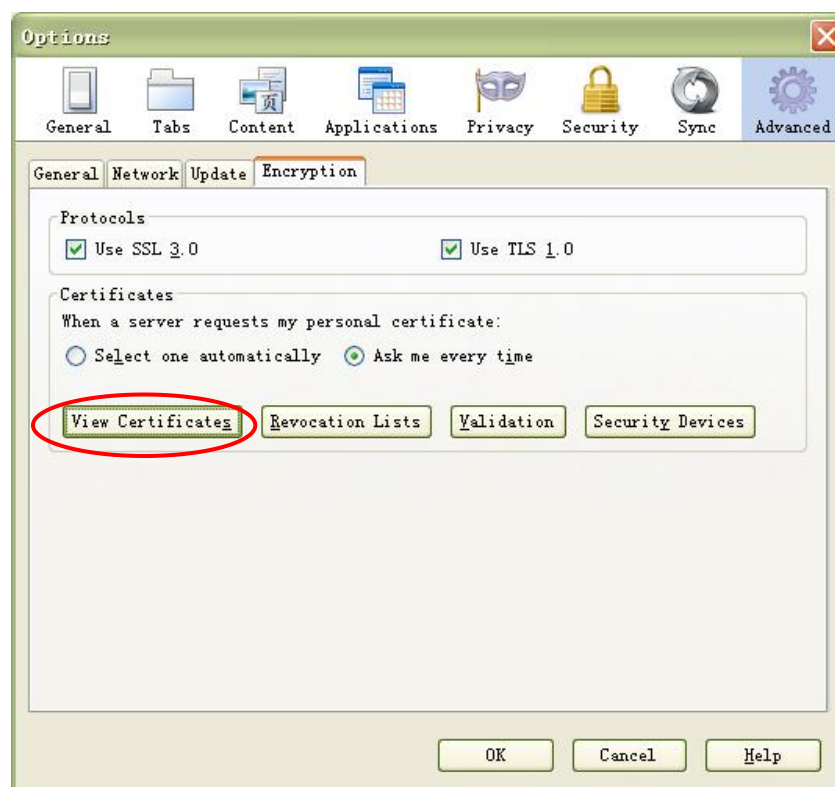 Options
页
General Tabs Content Applications Privacy Security Sync Advanced
General Network Update Encryption
Protocols
Use SSL 3.0 Use TLS 1.0
Certificates
When a server requests my personal certificate:
Select one automatically Ask me every time
View Certificates Revocation Lists Validation Security Devices
OK Cancel Help